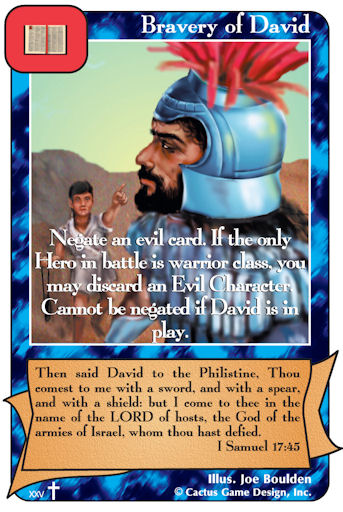 Bravery of David
Negate an evil card. If the only
Hero in battle is warrior class, you
may discard an Evil Character.
Cannot be negated if David is in
play.
Then said David to the Philistine, Thou
comest to me with a sword, and with a spear,
and with a shield: but I come to thee in the
name of the LORD of hosts, the God of the
armies of Israel, whom thou hast defied.
I Samuel 17:45
Illus. Joe Boulden
XXV © Cactus Game Design, Inc.